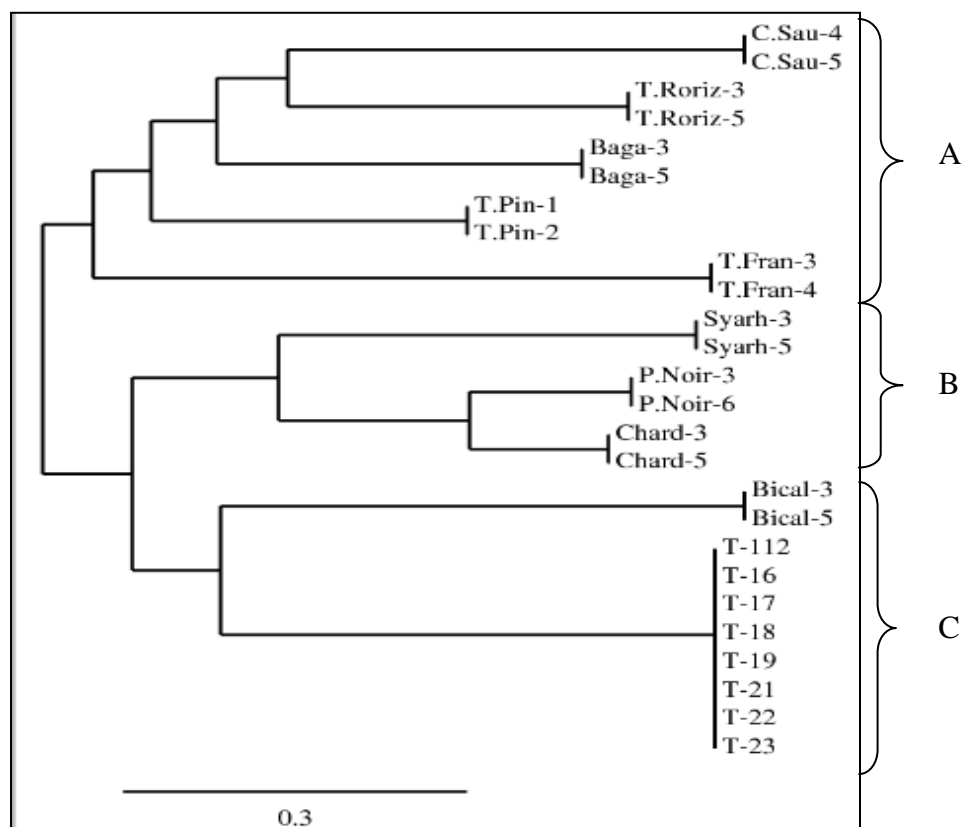 C.Sau-4
C.Sau-5
T.Roriz-3
T.Roriz-5
Baga-3
Baga-5
T.Pin-1
T.Pin-2
T.Fran-3
T.Fran-4
A
Syarh-3
Syarh-5
P.Noir-3
P.Noir-6
Chard-3
Chard-5
B
Bical-3
Bical-5
T-112
T-16
T-17
T-18
T-19
T-21
T-22
T-23
C
0.3